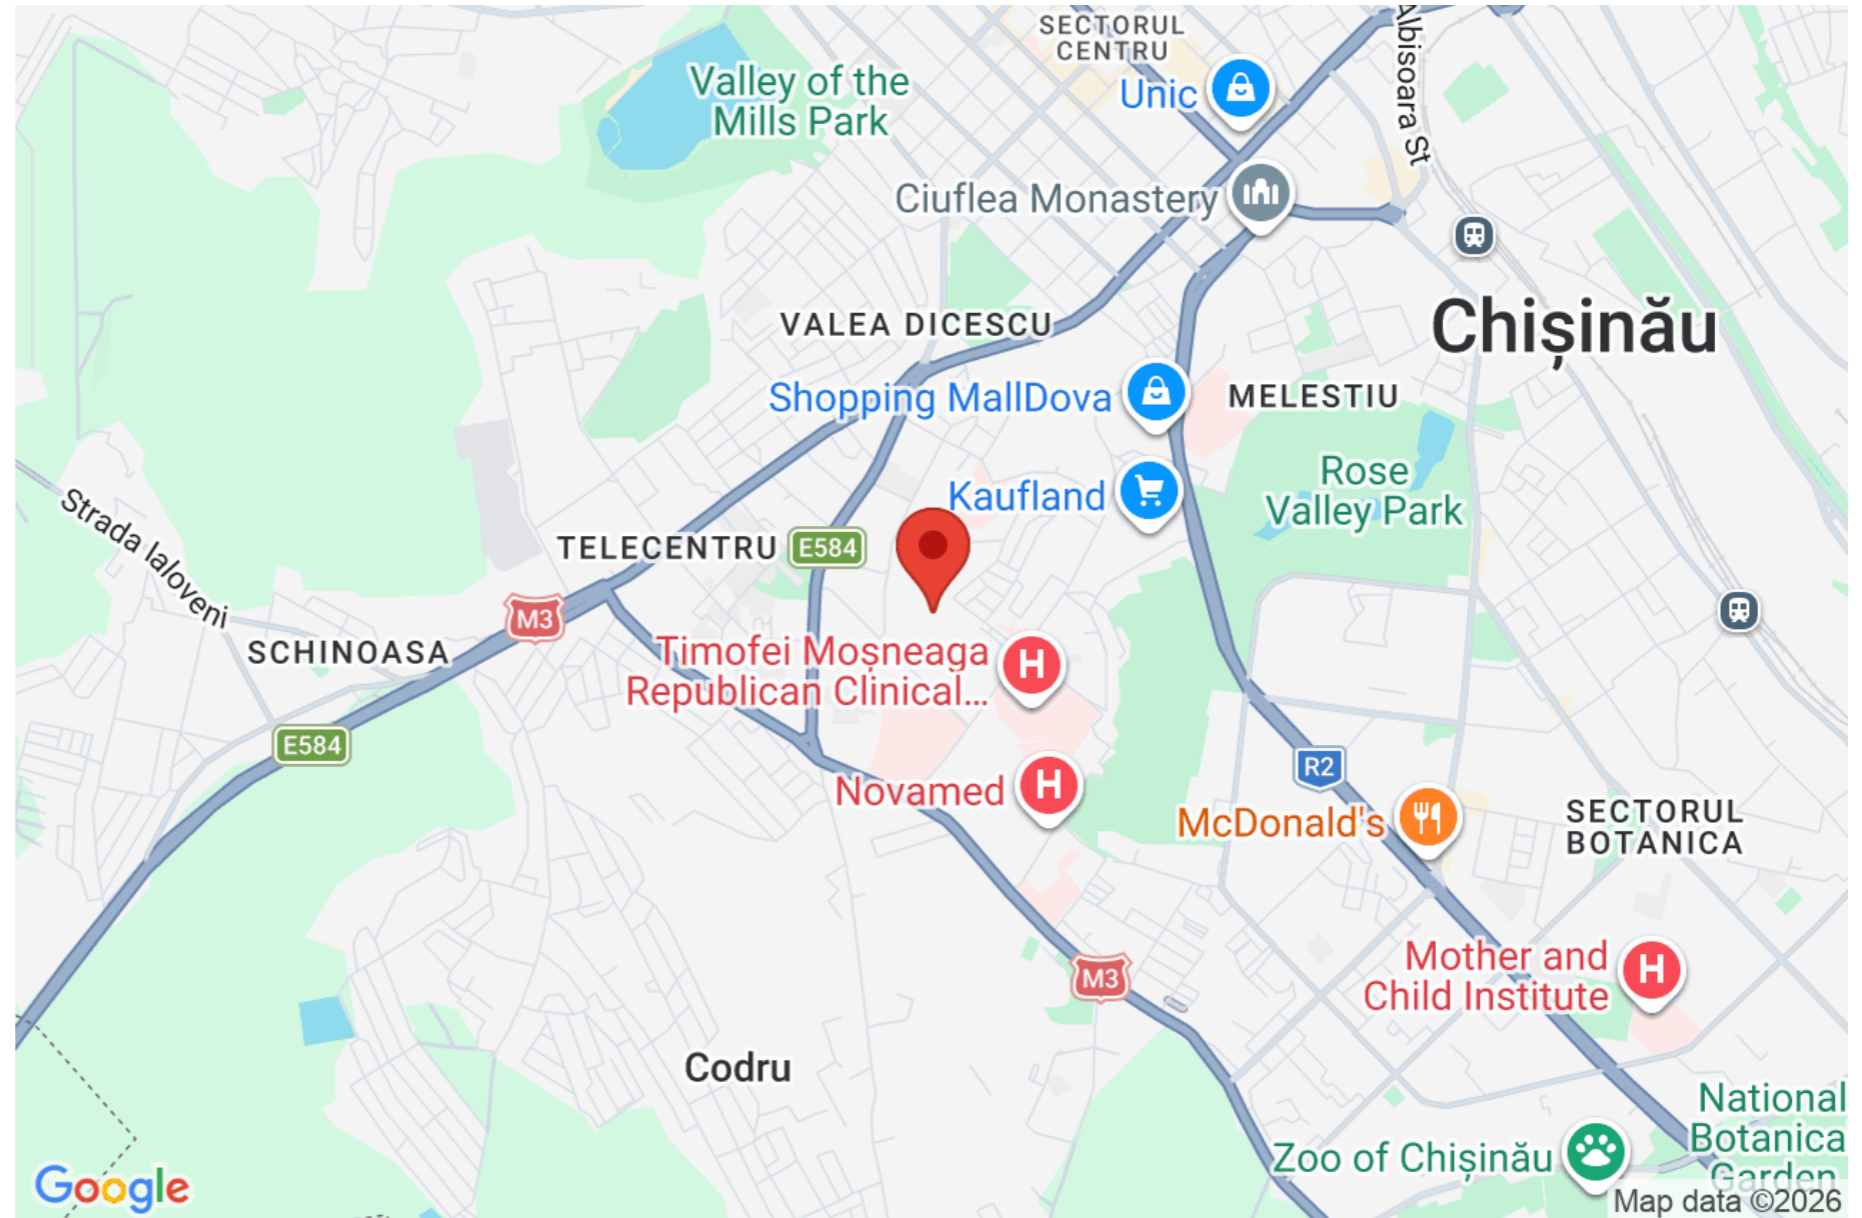 SECTORUL
CENTRU
Albisoara St
Valley of the
Mills Park
Unic
Ciuflea Monastery
Chișinău
VALEA DICESCU
Shopping MallDova
MELESTIU
Rose
Valley Park
Kaufland
Strada Ialoveni
TELECENTRU
E584
M3
SCHINOASA
Timofei Moșneaga
Republican Clinical...
H
E584
R2
Novamed
H
McDonald's
SECTORUL
BOTANICA
M3
Mother and
Child Institute
H
Codru
National
Botanica
Garden
Zoo of Chișinău
Google
Map data ©2026